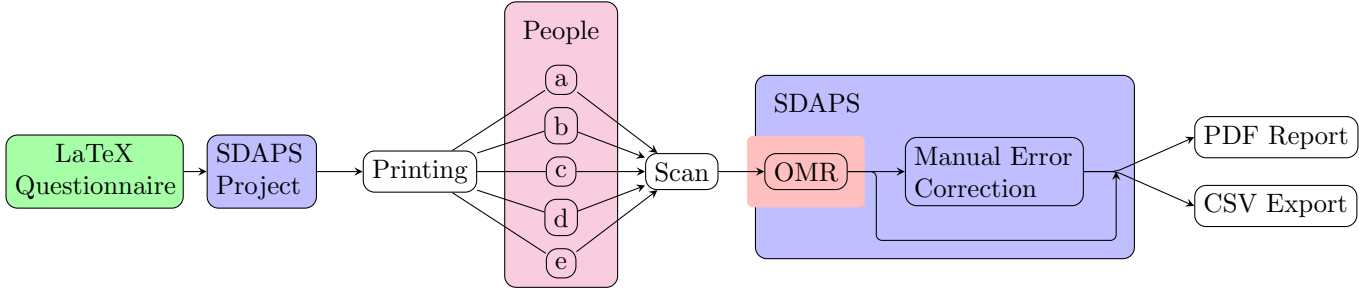 LaTeX
Questionnaire
SDAPS
Project
Printing
People
a
b
c
d
e
Scan
SDAPS
OMR
Manual Error
Correction
PDF Report
CSV Export